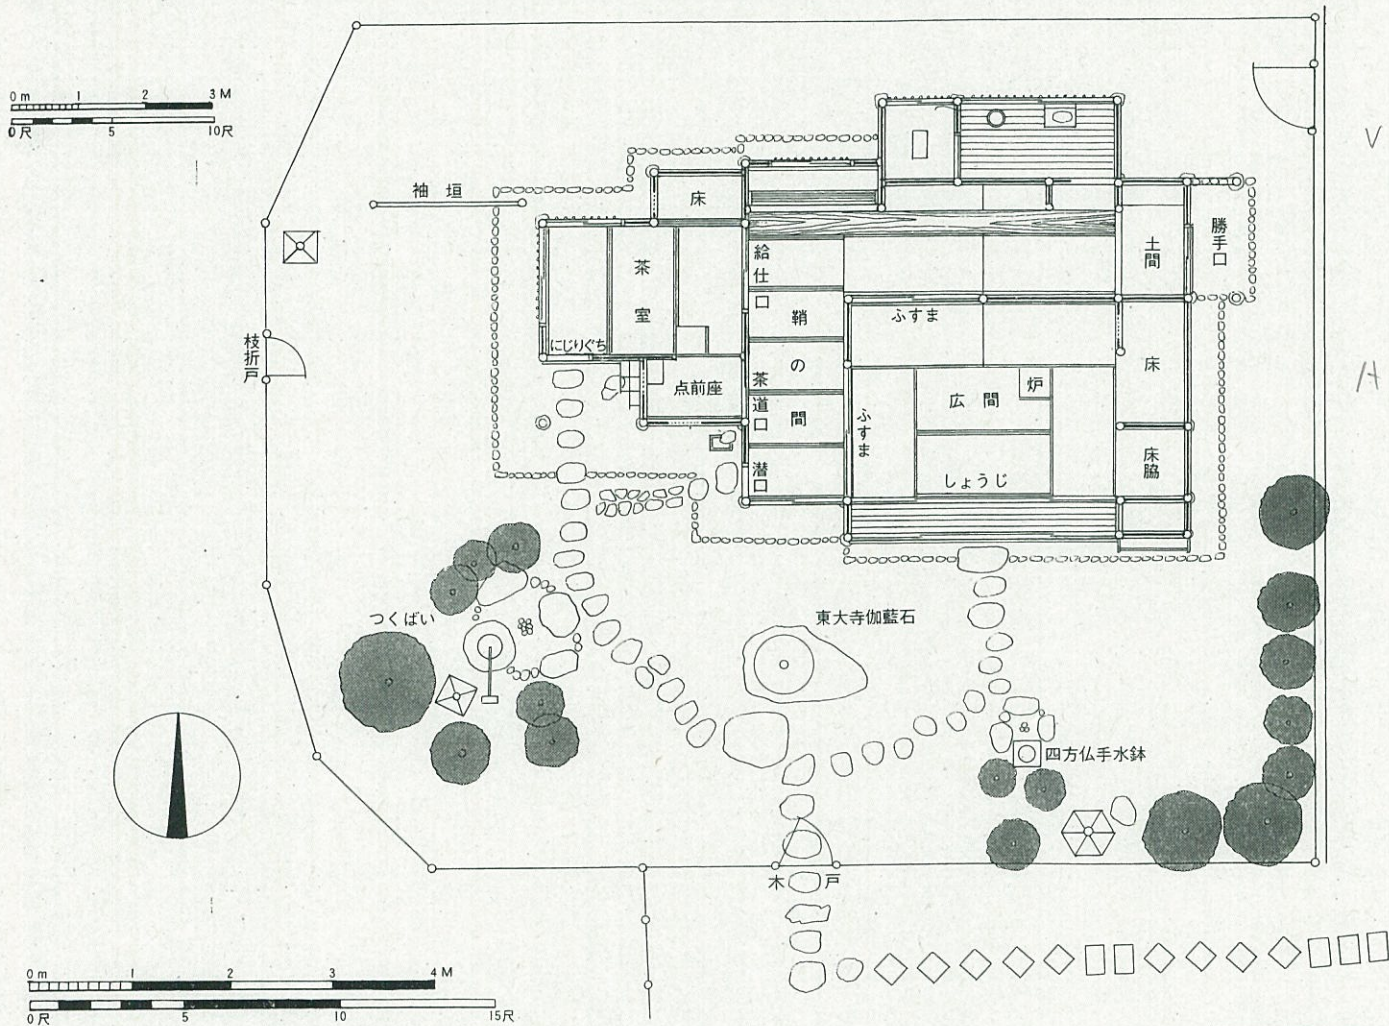 0 m 1 2 3 M
0尺 5 10尺
袖垣
床
茶室
にじりぐち
点前座
給仕口
鞘の間
茶道口
潜口
ふすま
ふすま
広間
炉
しょうじ
土間
勝手口
床
床脇
枝折戸
つくばい
東大寺伽藍石
四方仏手水鉢
木戸
0 m 1 2 3 4 M
0尺 5 10 15尺